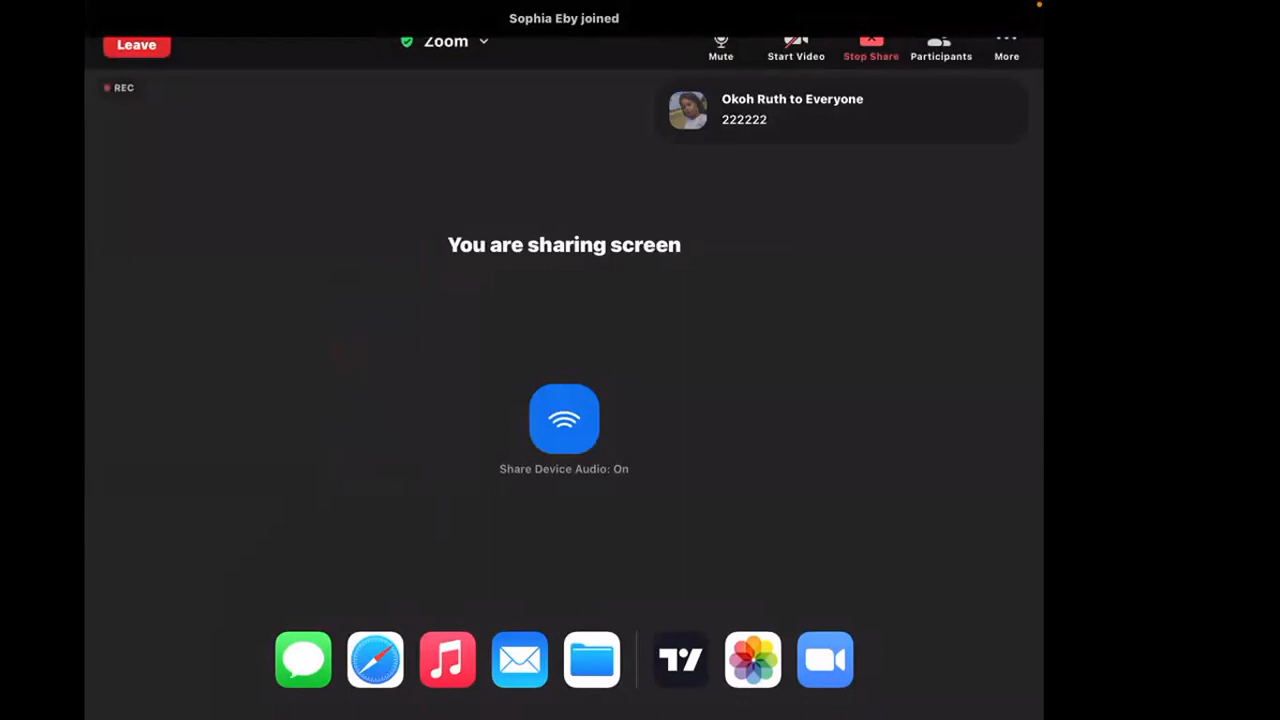 Sophia Eby joined
Leave
Zoom
Mute
Start Video
Stop Share
Participants
More
REC
Okoh Ruth to Everyone
222222
You are sharing screen
Share Device Audio: On